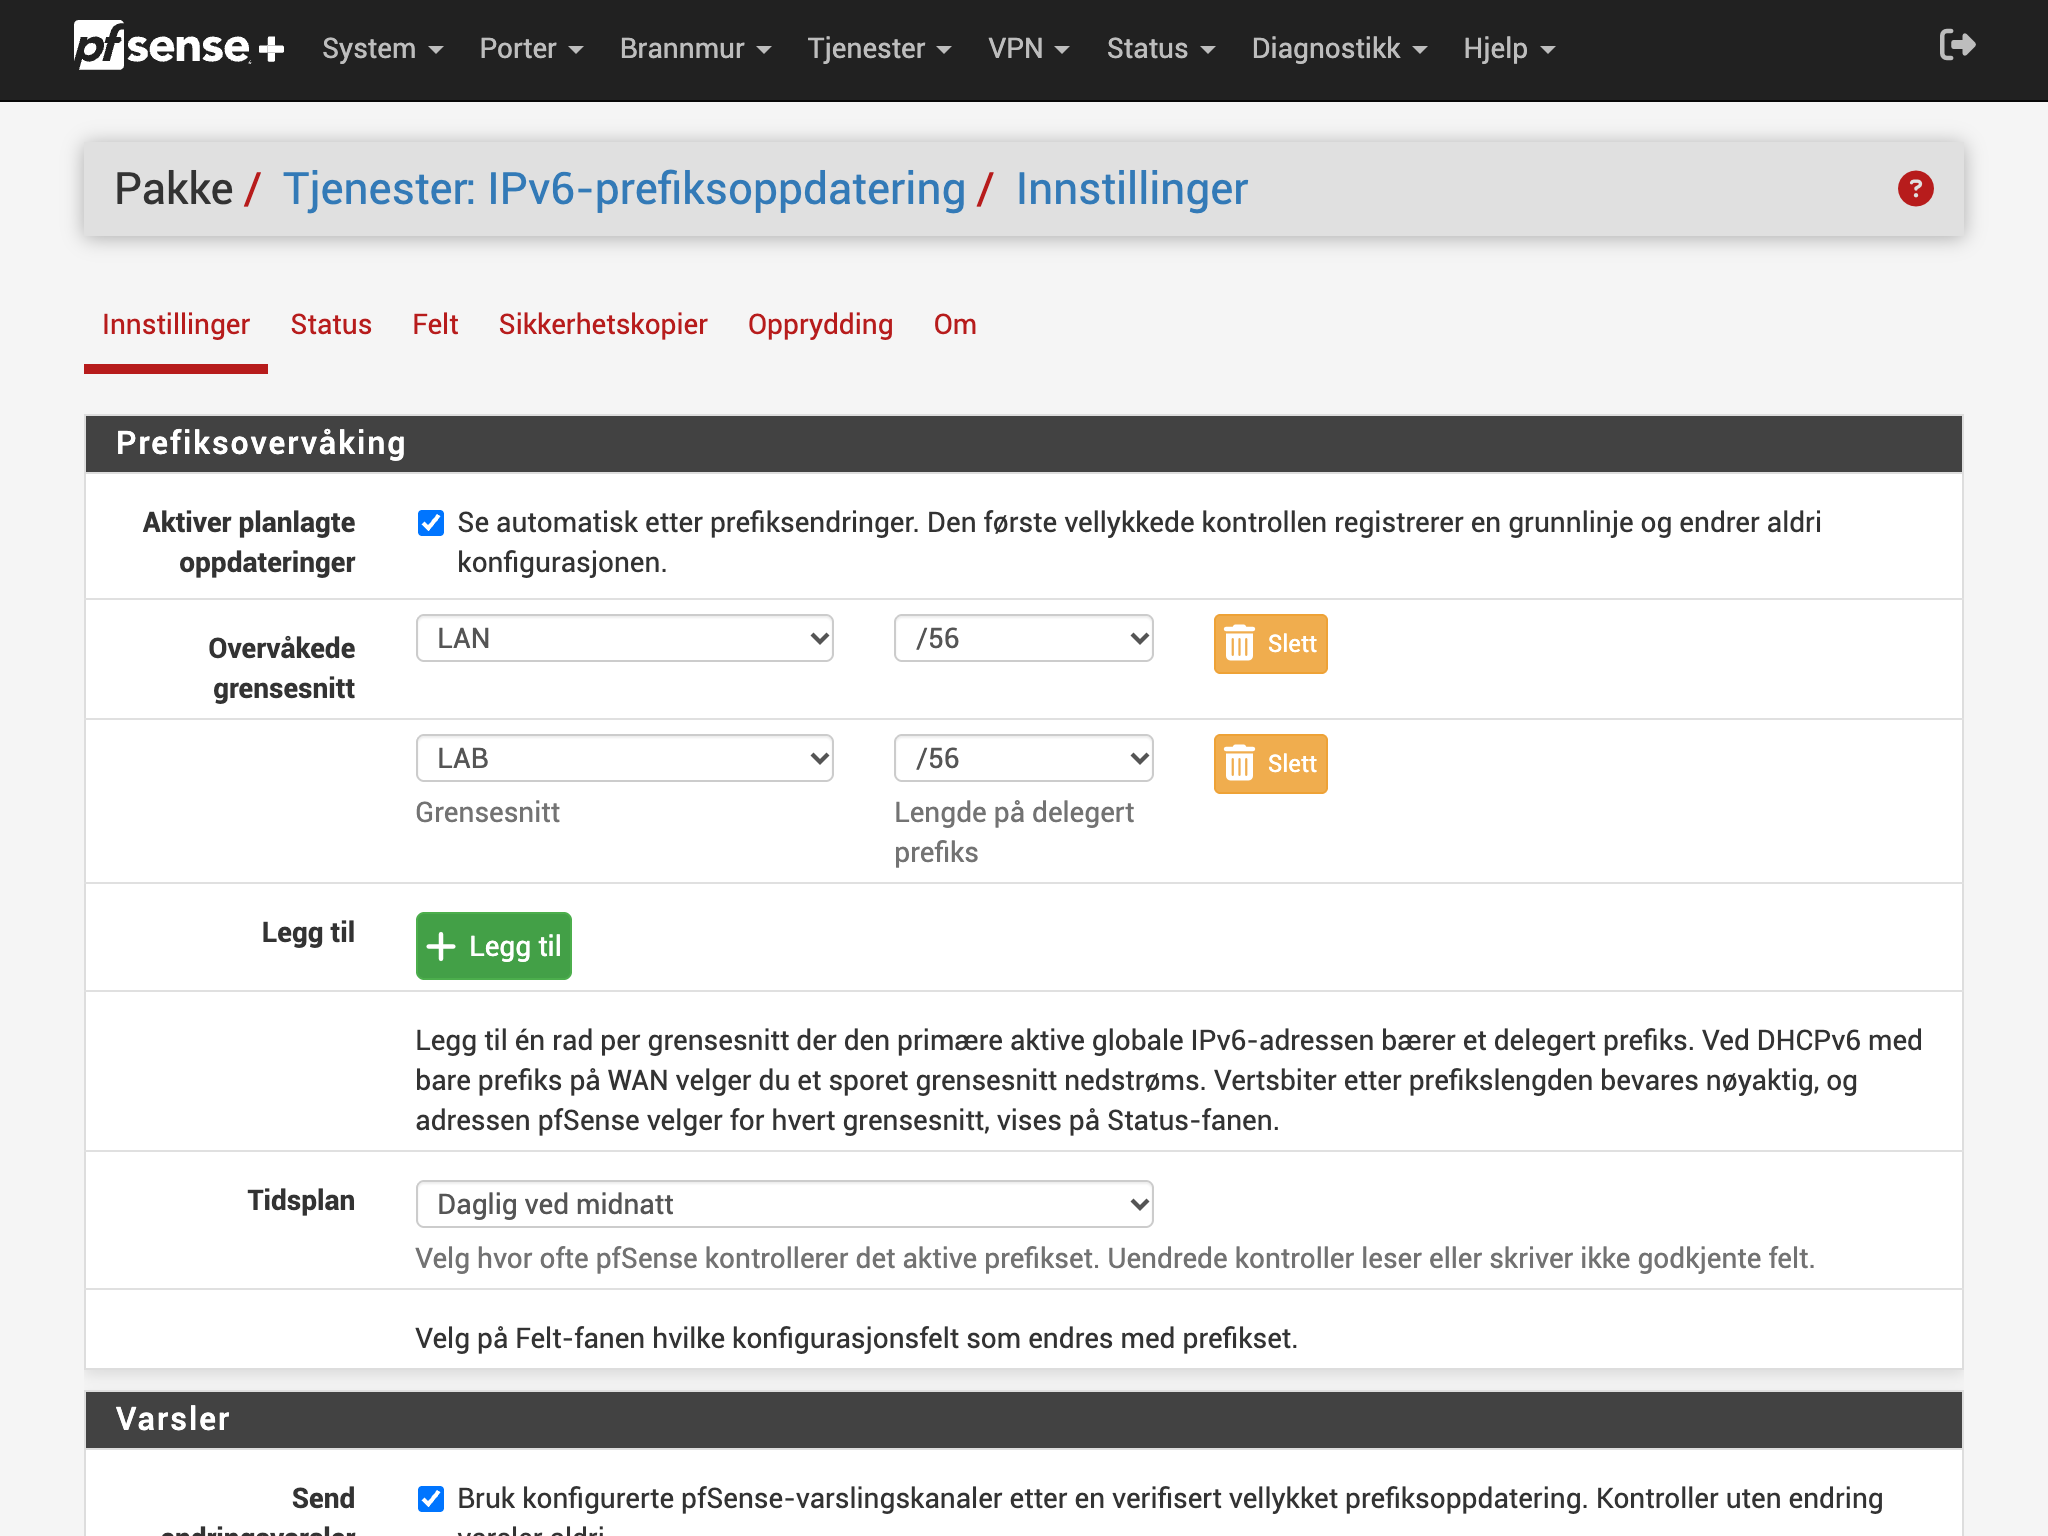 pfsense+ System Porter Brannmur Tjenester VPN Status Diagnostikk Hjelp
Pakke / Tjenester: IPv6-prefiksoppdatering / Innstillinger
?
Innstillinger Status Felt Sikkerhetskopier Opprydding Om
Prefiksovervåking
Aktiver planlagte
oppdateringer
Se automatisk etter prefiksendringer. Den første vellykkede kontrollen registrerer en grunnlinje og endrer aldri
konfigurasjonen.
Overvåkede
grensesnitt
LAN /56 Slett
LAB /56 Slett
Grensesnitt
Lengde på delegert
prefiks
Legg til
Legg til
Legg til én rad per grensesnitt der den primære aktive globale IPv6-adressen bærer et delegert prefiks. Ved DHCPv6 med
bare prefiks på WAN velger du et sporet grensesnitt nedstrøms. Vertsbiter etter prefikslengden bevares nøyaktig, og
adressen pfSense velger for hvert grensesnitt, vises på Status-fanen.
Tidsplan
Daglig ved midnatt
Velg hvor ofte pfSense kontrollerer det aktive prefikset. Uendrede kontroller leser eller skriver ikke godkjente felt.
Velg på Felt-fanen hvilke konfigurasjonsfelt som endres med prefikset.
Varsler
Send
endringsvarsler
Bruk konfigurerte pfSense-varslingskanaler etter en verifisert vellykket prefiksoppdatering. Kontroller uten endring
varsler aldri